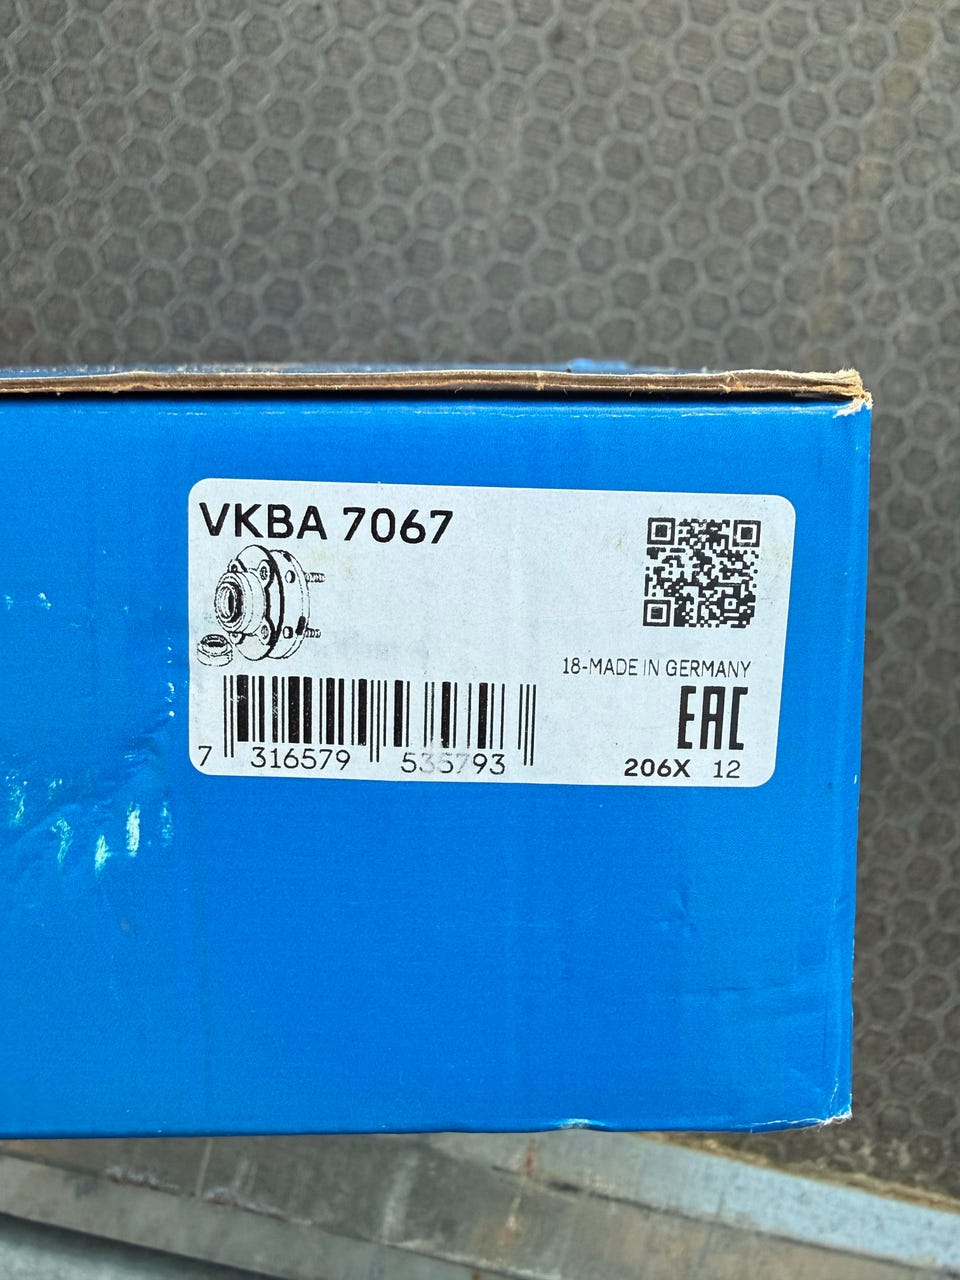 VKBA 7067
18-MADE IN GERMANY
EAC
7 316579 535793
206X 12